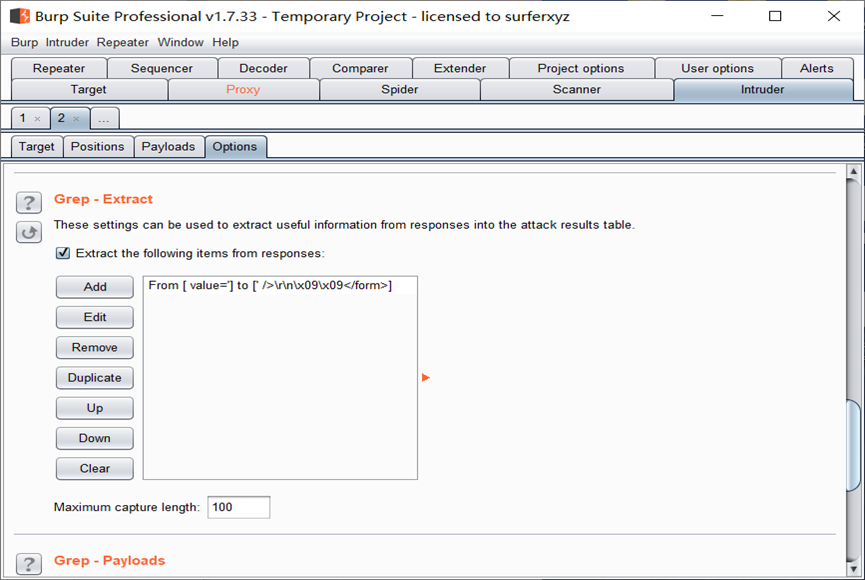 Burp Suite Professional v1.7.33 - Temporary Project - licensed to surferxyz
Burp Intruder Repeater Window Help
Repeater Sequencer Decoder Comparer Extender Project options User options Alerts
Target Proxy Spider Scanner Intruder
1 × 2 × ...
Target Positions Payloads Options
? Grep - Extract
These settings can be used to extract useful information from responses into the attack results table.
Extract the following items from responses:
Add From [ value='] to [' />\r\n\x09\x09</form>]
Edit
Remove
Duplicate
Up
Down
Clear
Maximum capture length: 100
? Grep - Payloads